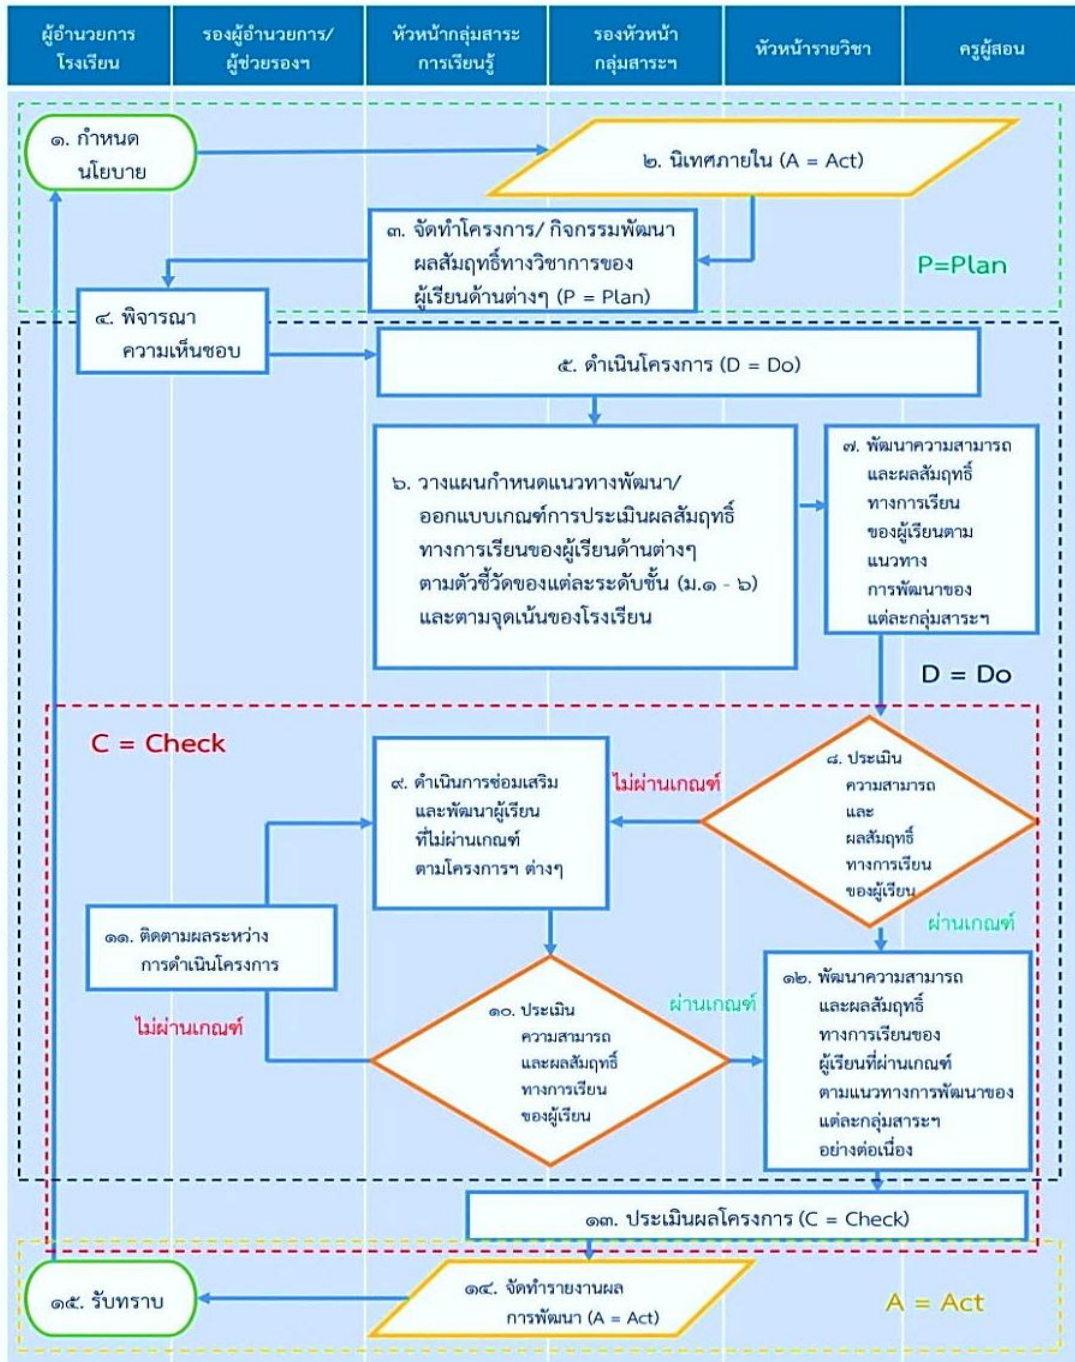 ผู้อำนวยการ
โรงเรียน
รองผู้อำนวยการ/
ผู้ช่วยรองฯ
หัวหน้ากลุ่มสาระ
การเรียนรู้
รองหัวหน้า
กลุ่มสาระฯ
หัวหน้ารายวิชา
ครูผู้สอน
๑. กำหนด
นโยบาย
๒. นิเทศภายใน (A = Act)
๓. จัดทำโครงการ/ กิจกรรมพัฒนา
ผลสัมฤทธิ์ทางวิชาการของ
ผู้เรียนด้านต่างๆ (P = Plan)
P=Plan
๔. พิจารณา
ความเห็นชอบ
๕. ดำเนินโครงการ (D = Do)
๖. วางแผนกำหนดแนวทางพัฒนา/
ออกแบบเกณฑ์การประเมินผลสัมฤทธิ์
ทางการเรียนของผู้เรียนด้านต่างๆ
ตามตัวชี้วัดของแต่ละระดับชั้น (ม.๑ - ๖)
และตามจุดเน้นของโรงเรียน
๗. พัฒนาความสามารถ
และผลสัมฤทธิ์
ทางการเรียน
ของผู้เรียนตาม
แนวทาง
การพัฒนาของ
แต่ละกลุ่มสาระฯ
D = Do
C = Check
๘. ประเมิน
ความสามารถ
และ
ผลสัมฤทธิ์
ทางการเรียน
ของผู้เรียน
ไม่ผ่านเกณฑ์
๙. ดำเนินการซ่อมเสริม
และพัฒนาผู้เรียน
ที่ไม่ผ่านเกณฑ์
ตามโครงการฯ ต่างๆ
ผ่านเกณฑ์
๑๑. ติดตามผลระหว่าง
การดำเนินโครงการ
ไม่ผ่านเกณฑ์
๑๐. ประเมิน
ความสามารถ
และผลสัมฤทธิ์
ทางการเรียน
ของผู้เรียน
ผ่านเกณฑ์
๑๒. พัฒนาความสามารถ
และผลสัมฤทธิ์
ทางการเรียนของ
ผู้เรียนที่ผ่านเกณฑ์
ตามแนวทางการพัฒนาของ
แต่ละกลุ่มสาระฯ
อย่างต่อเนื่อง
๑๓. ประเมินผลโครงการ (C = Check)
๑๔. จัดทำรายงานผล
การพัฒนา (A = Act)
๑๕. รับทราบ
A = Act